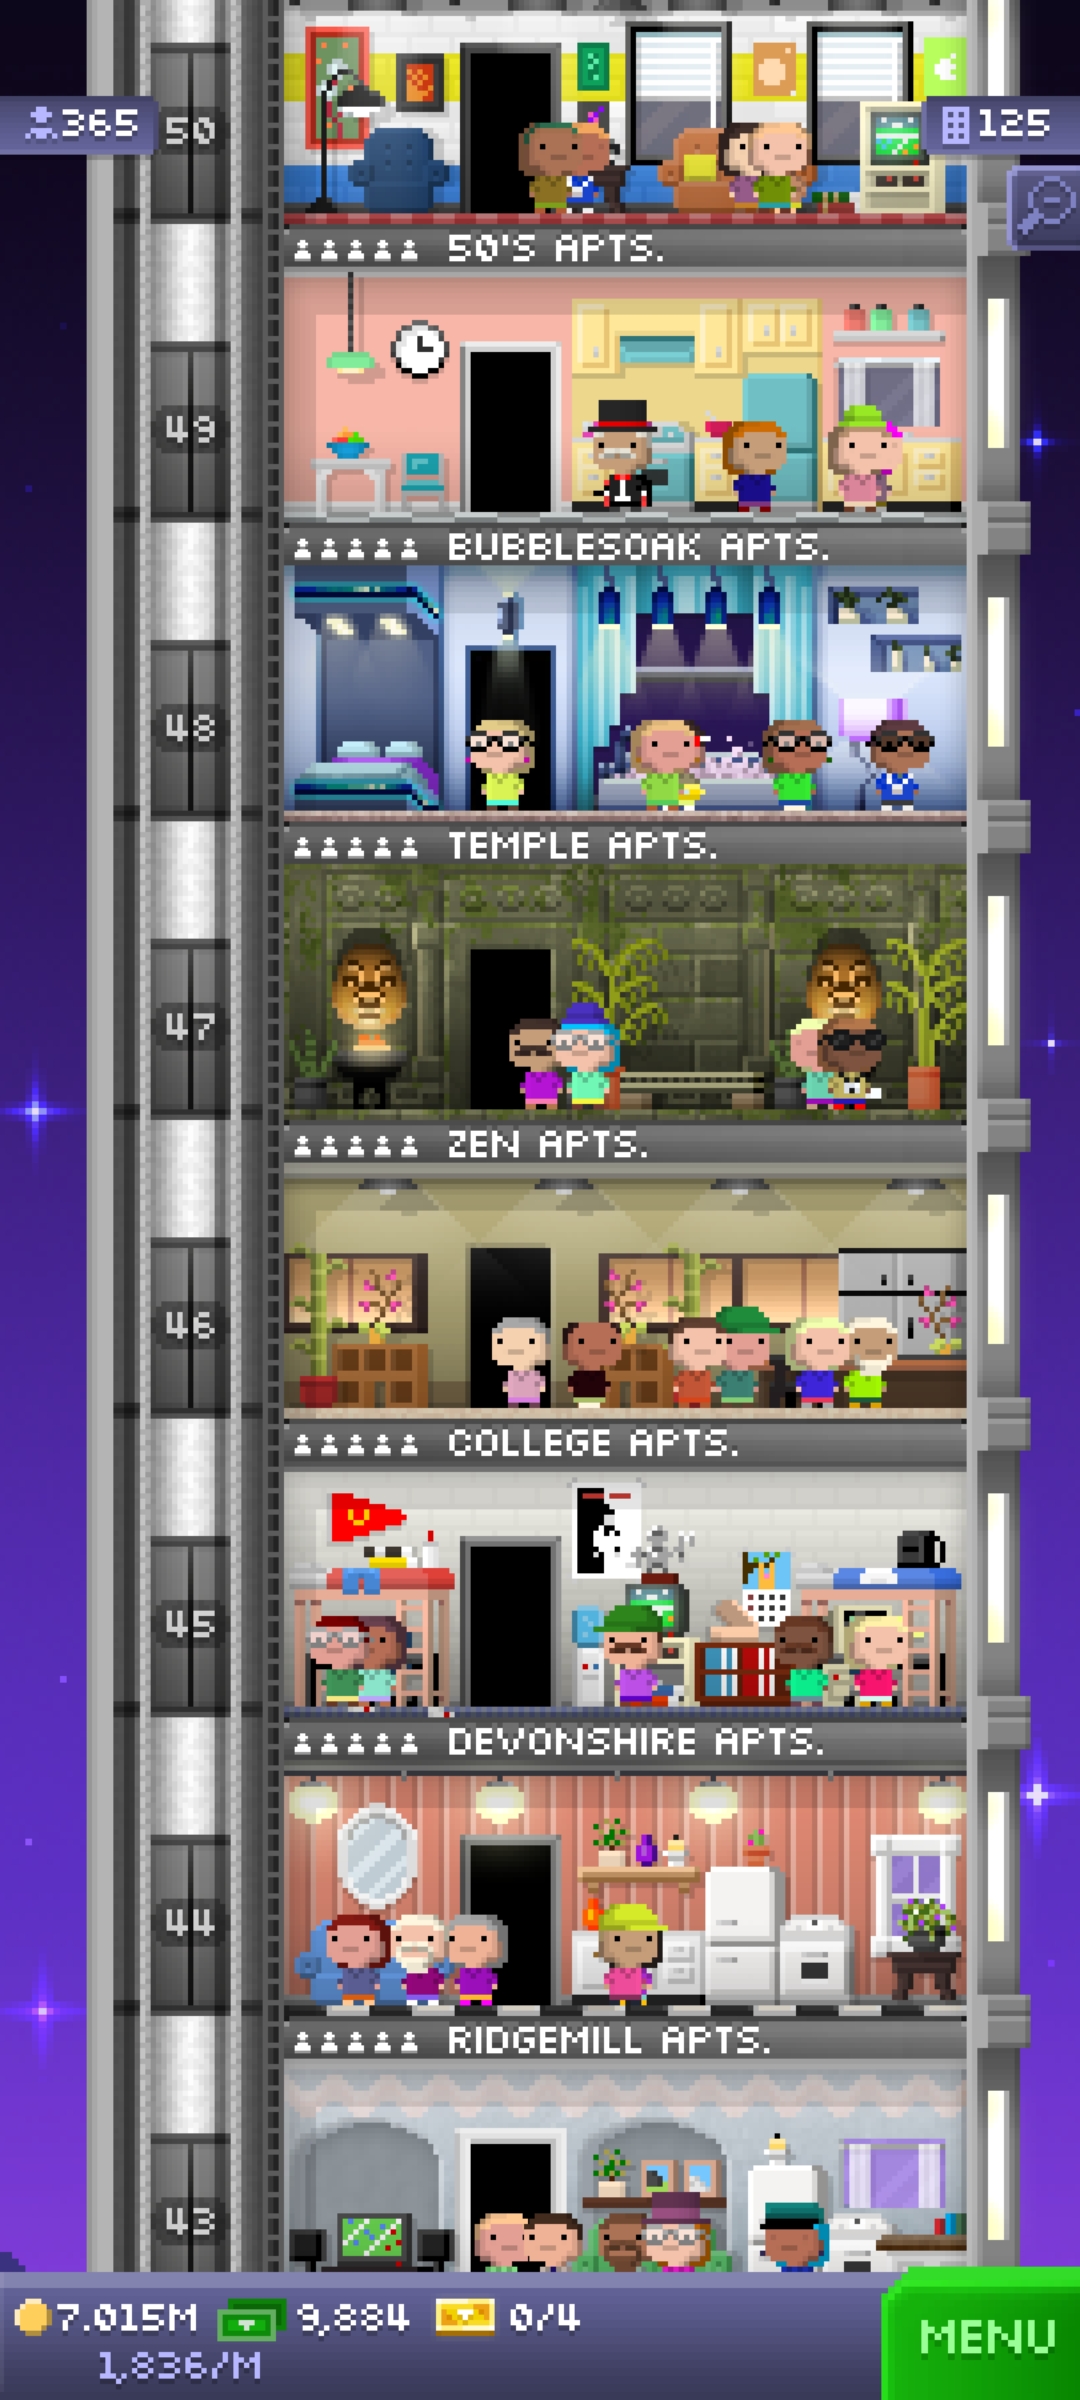 365
50
125
50'S APTS.
49
BUBBLESOAK APTS.
48
TEMPLE APTS.
47
ZEN APTS.
46
COLLEGE APTS.
45
DEVONSHIRE APTS.
44
RIDGEMILL APTS.
43
7.015M 9,884 0/4
1,836/M
MENU